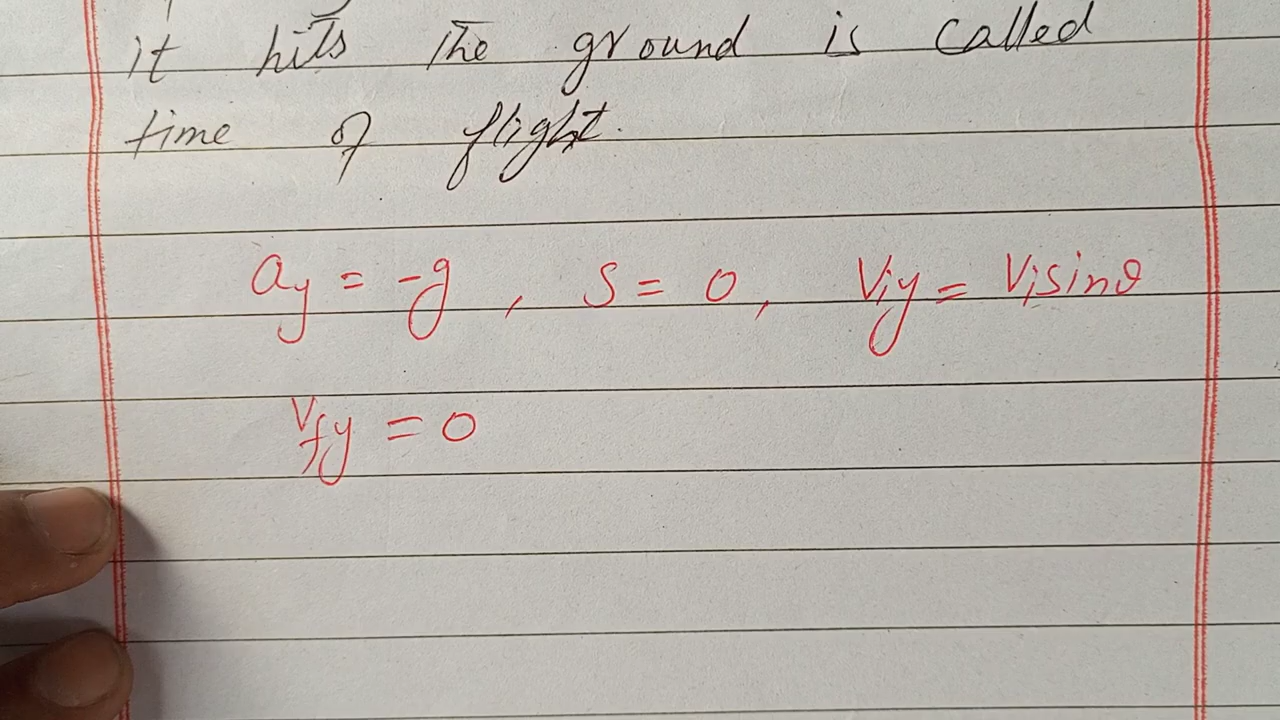 it hits the ground is called
time of flight.
ay = -g , S = 0, Viy = Visinθ
Vfy = 0